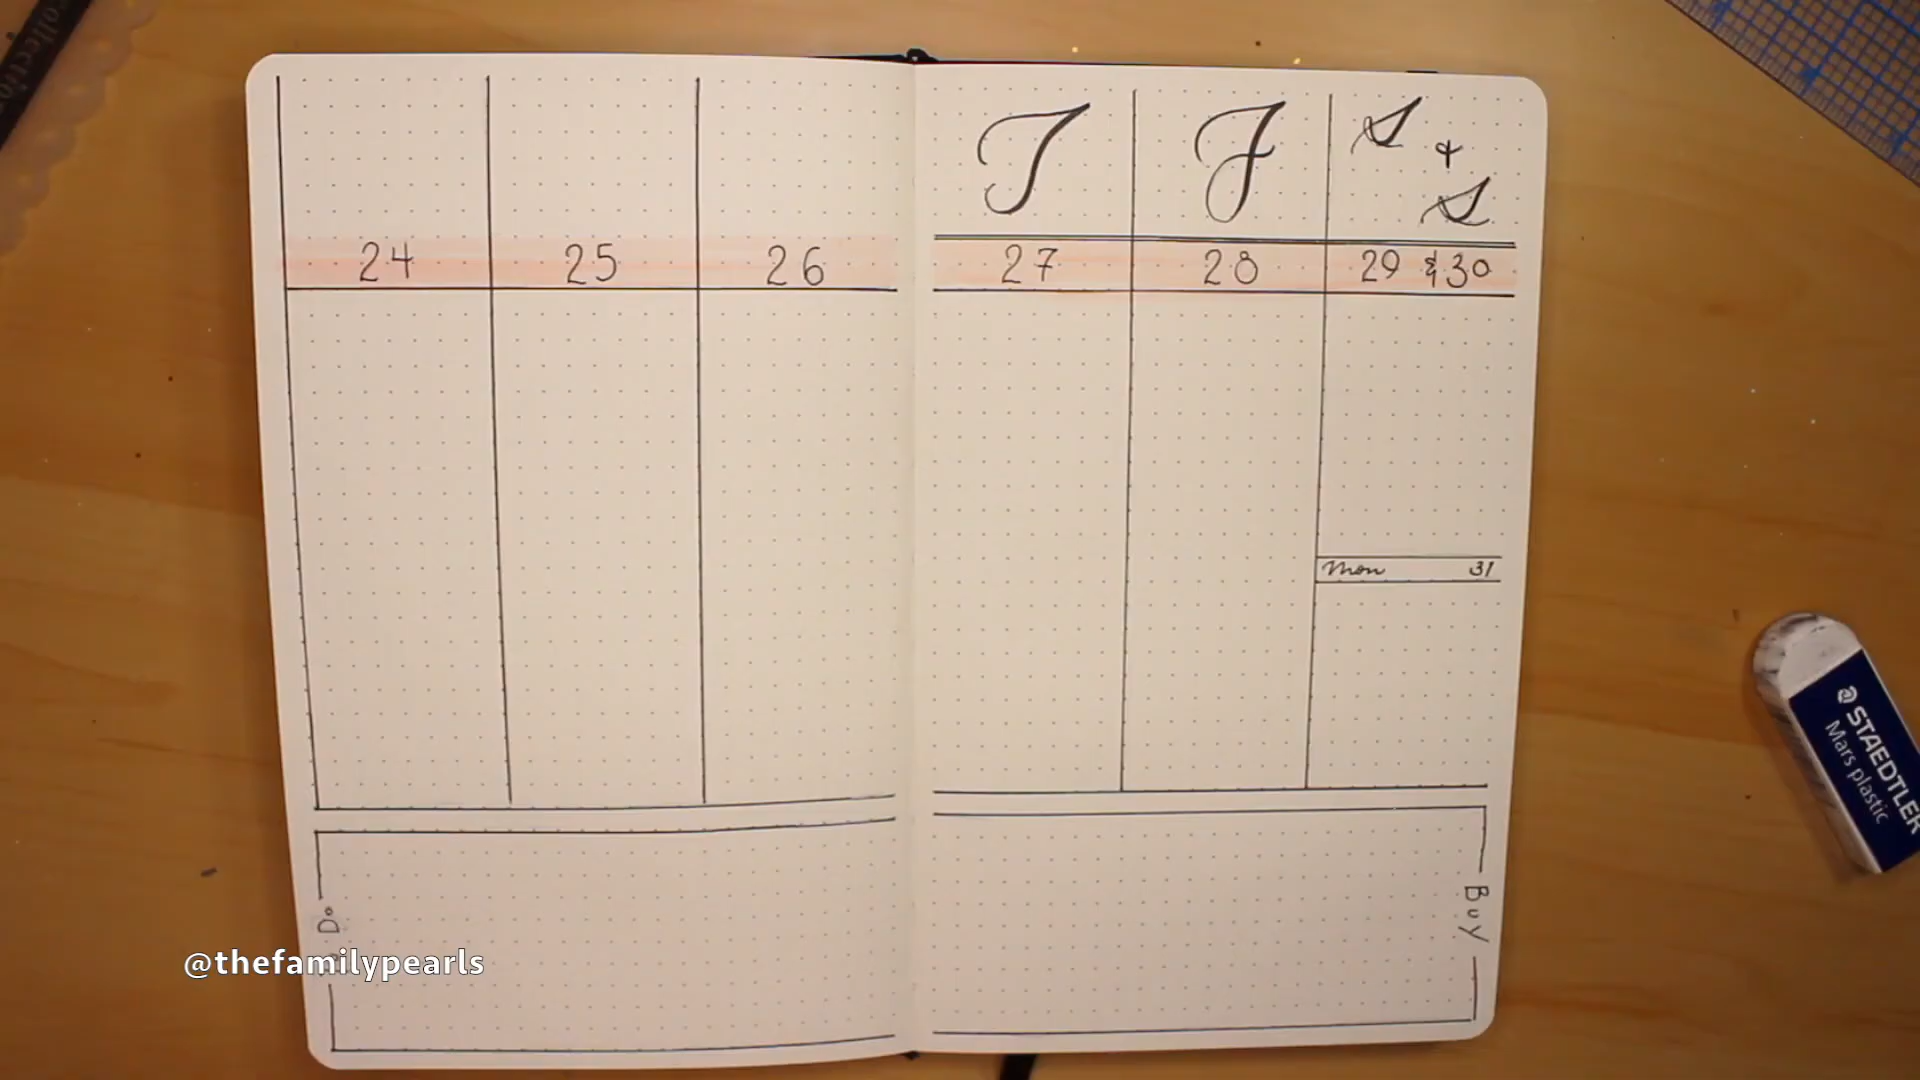 T
F
S
+
S
24
25
26
27
28
29 & 30
Mon 31
Do
Buy
@thefamilypearls
STAEDTLER
Mars plastic